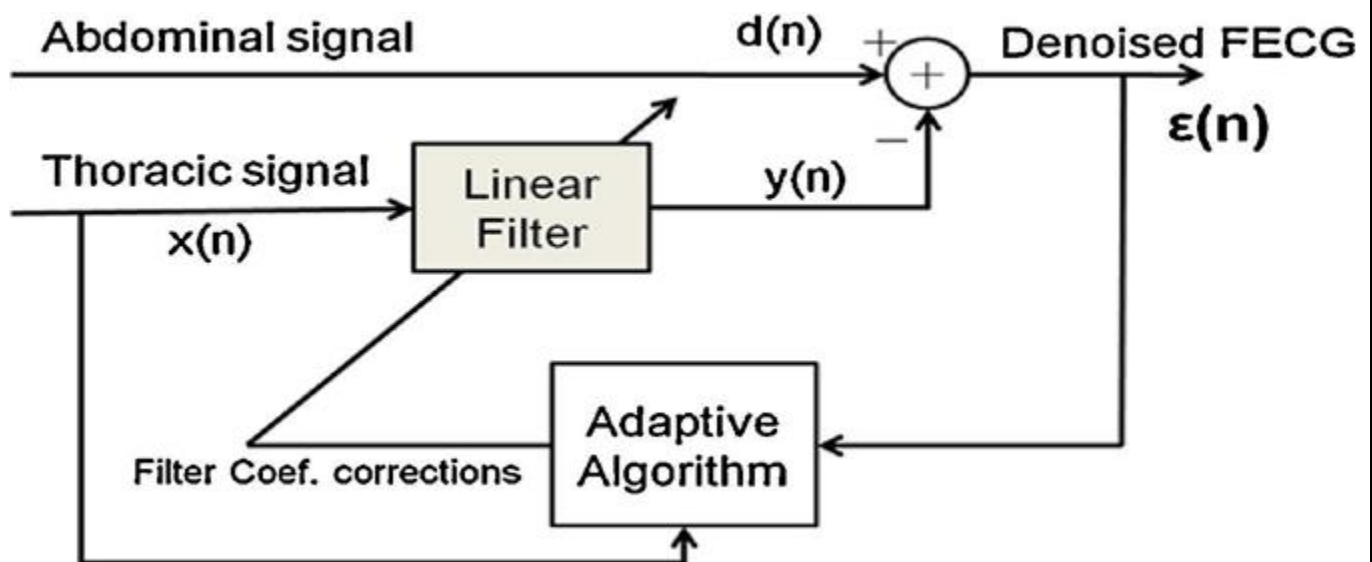 Abdominal signal
d(n)
+
+
Denoised FECG
ε(n)
−
Thoracic signal
x(n)
Linear
Filter
y(n)
Adaptive
Algorithm
Filter Coef. corrections